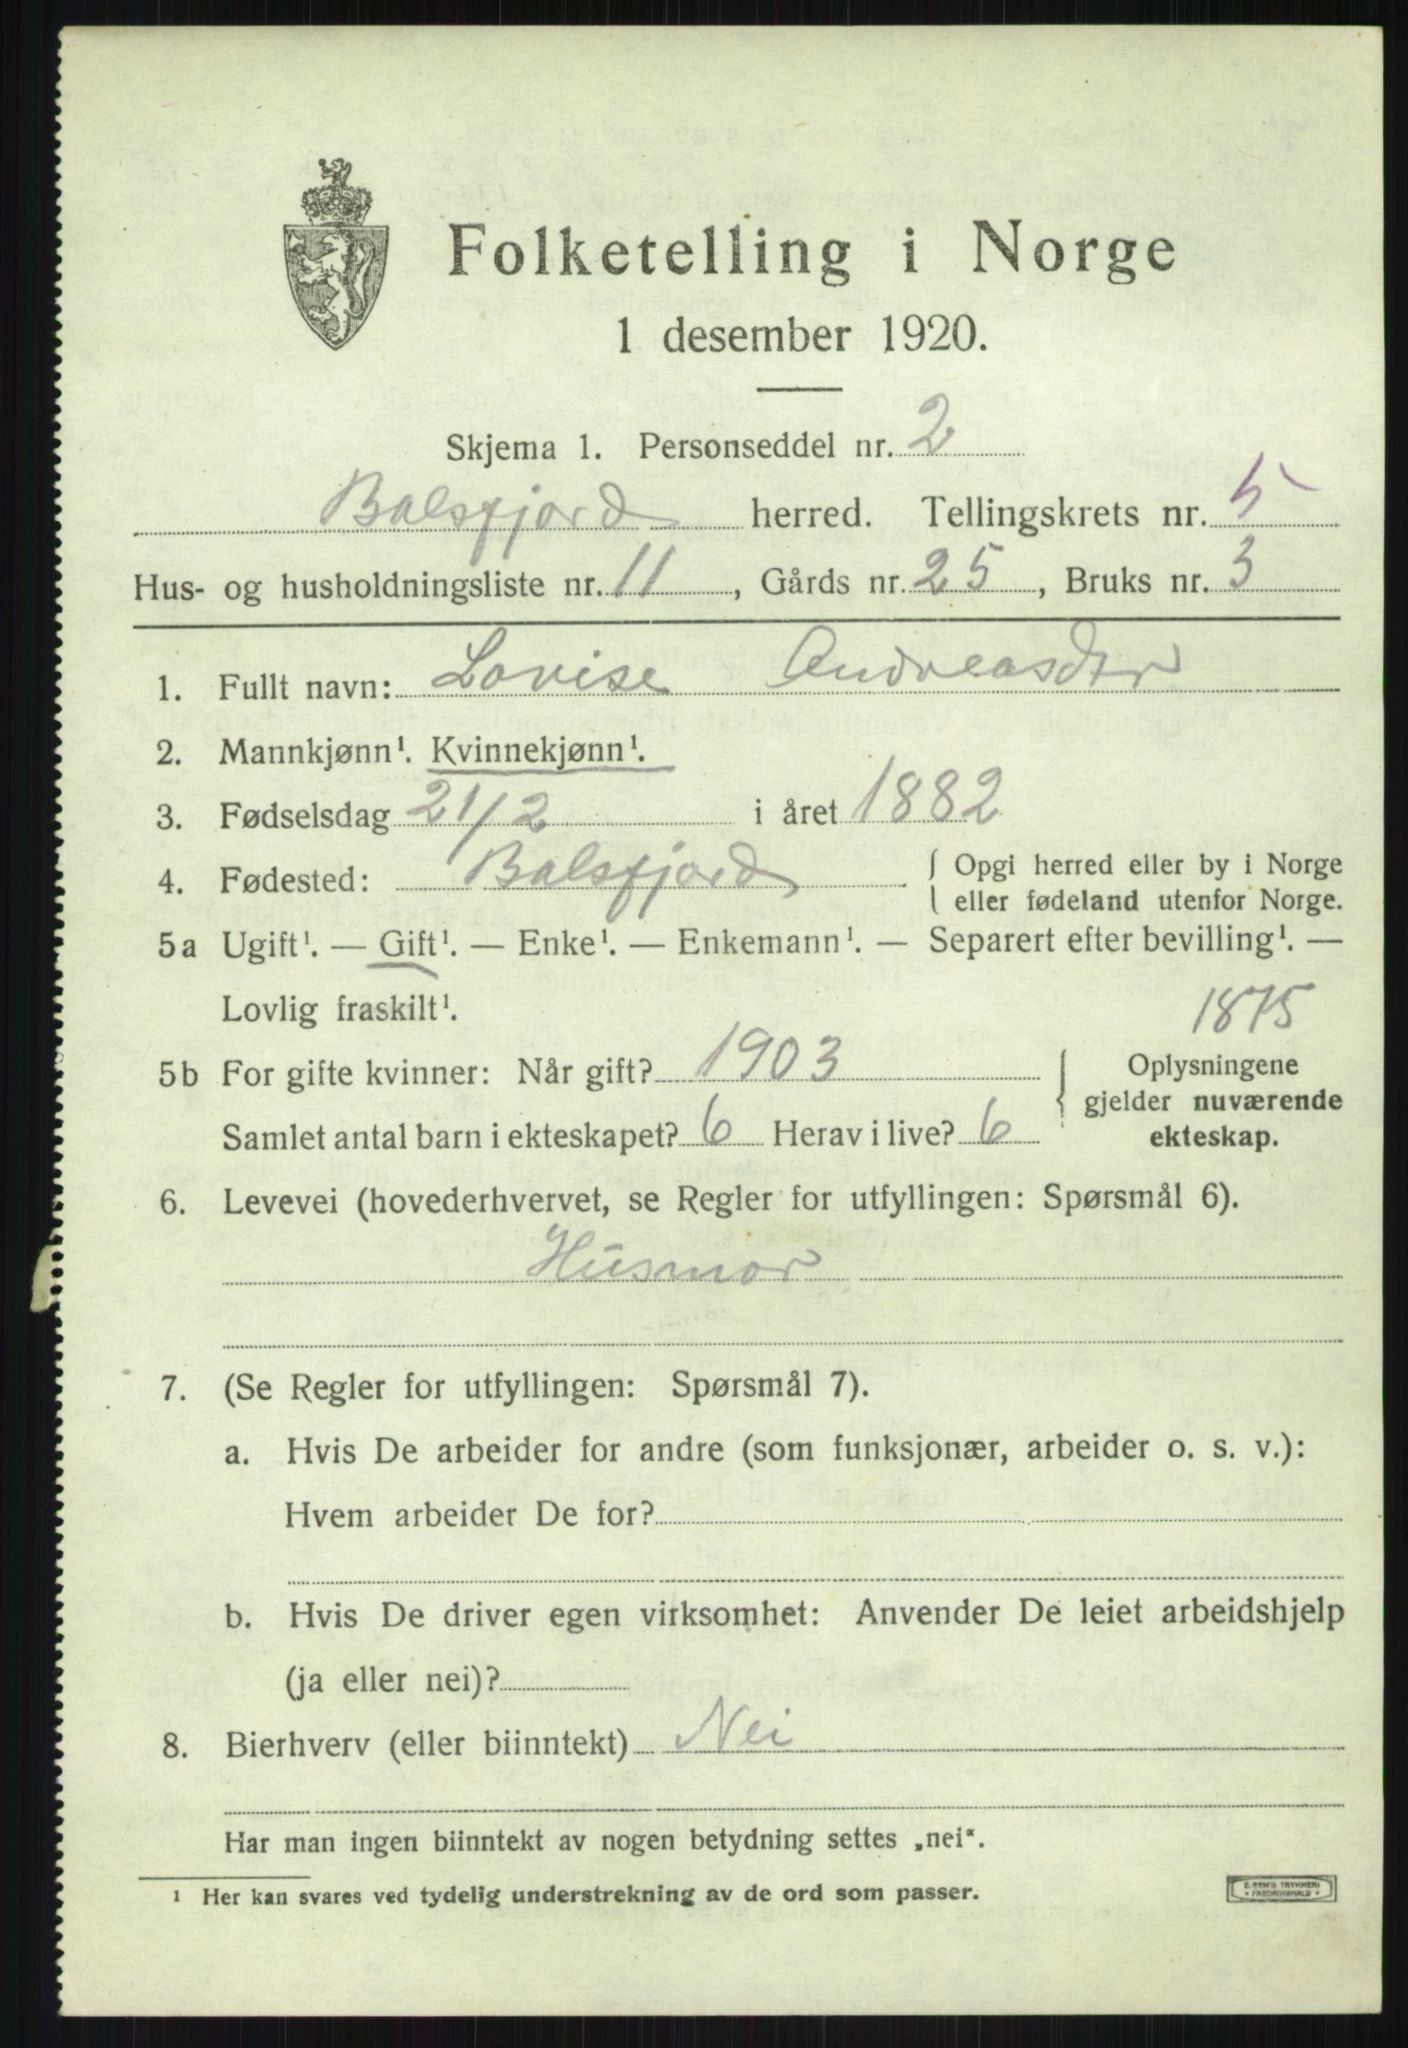 Folketelling i Norge
1 desember 1920.
Skjema 1. Personseddel nr. 2
Balsfjord herred. Tellingskrets nr. 5
Hus- og husholdningsliste nr. 11, Gårds nr. 25, Bruks nr. 3
1. Fullt navn: Lovise Andreasdtr
2. Mannkjønn¹. Kvinnekjønn¹.
3. Fødselsdag 21/2 i året 1882
4. Fødested: Balsfjord { Opgi herred eller by i Norge
eller fødeland utenfor Norge.
5a Ugift¹. — Gift¹. — Enke¹. — Enkemann¹. — Separert efter bevilling¹. —
Lovlig fraskilt¹.
1875
5b For gifte kvinner: Når gift? 1903 { Oplysningene
gjelder nuværende
Samlet antal barn i ekteskapet? 6 Herav i live? 6 ekteskap.
6. Levevei (hovederhvervet, se Regler for utfyllingen: Spørsmål 6).
Husmor
7. (Se Regler for utfyllingen: Spørsmål 7).
a. Hvis De arbeider for andre (som funksjonær, arbeider o. s. v.):
Hvem arbeider De for?
b. Hvis De driver egen virksomhet: Anvender De leiet arbeidshjelp
(ja eller nei)?
8. Bierhverv (eller biinntekt) Nei
Har man ingen biinntekt av nogen betydning settes „nei“.
¹ Her kan svares ved tydelig understrekning av de ord som passer.
E. SEM'S TRYKKERI
• FREDRIKSHALD •